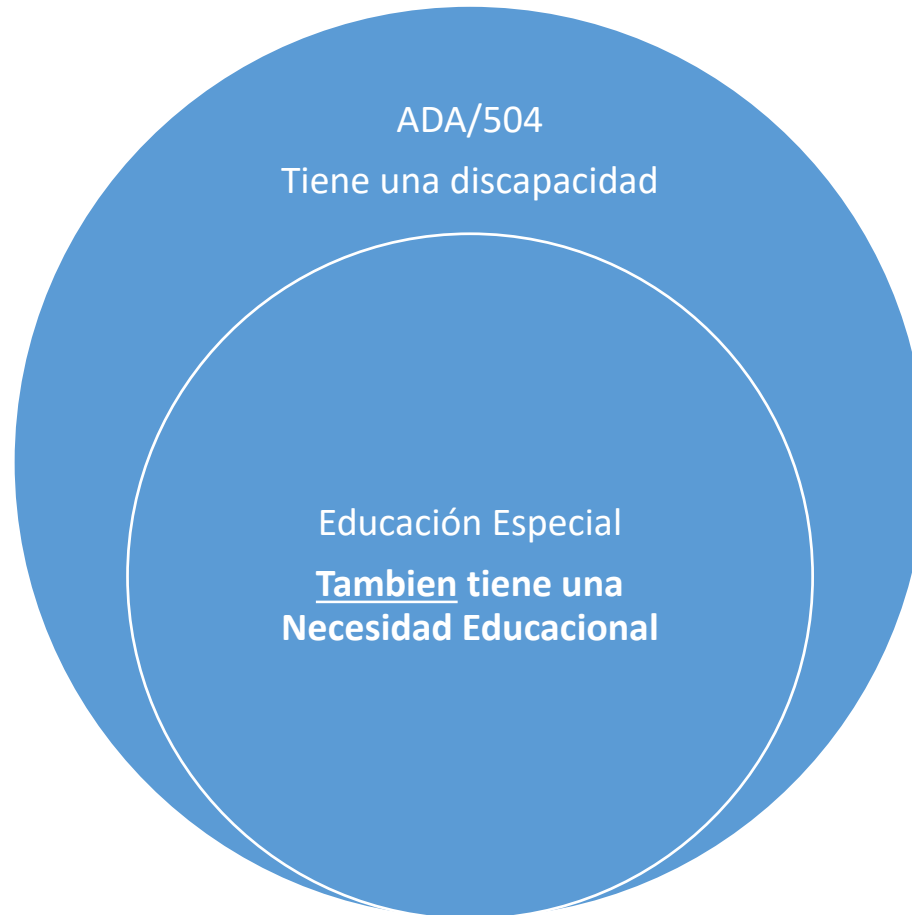 ADA/504
Tiene una discapacidad
Educación Especial
Tambien tiene una
Necesidad Educacional